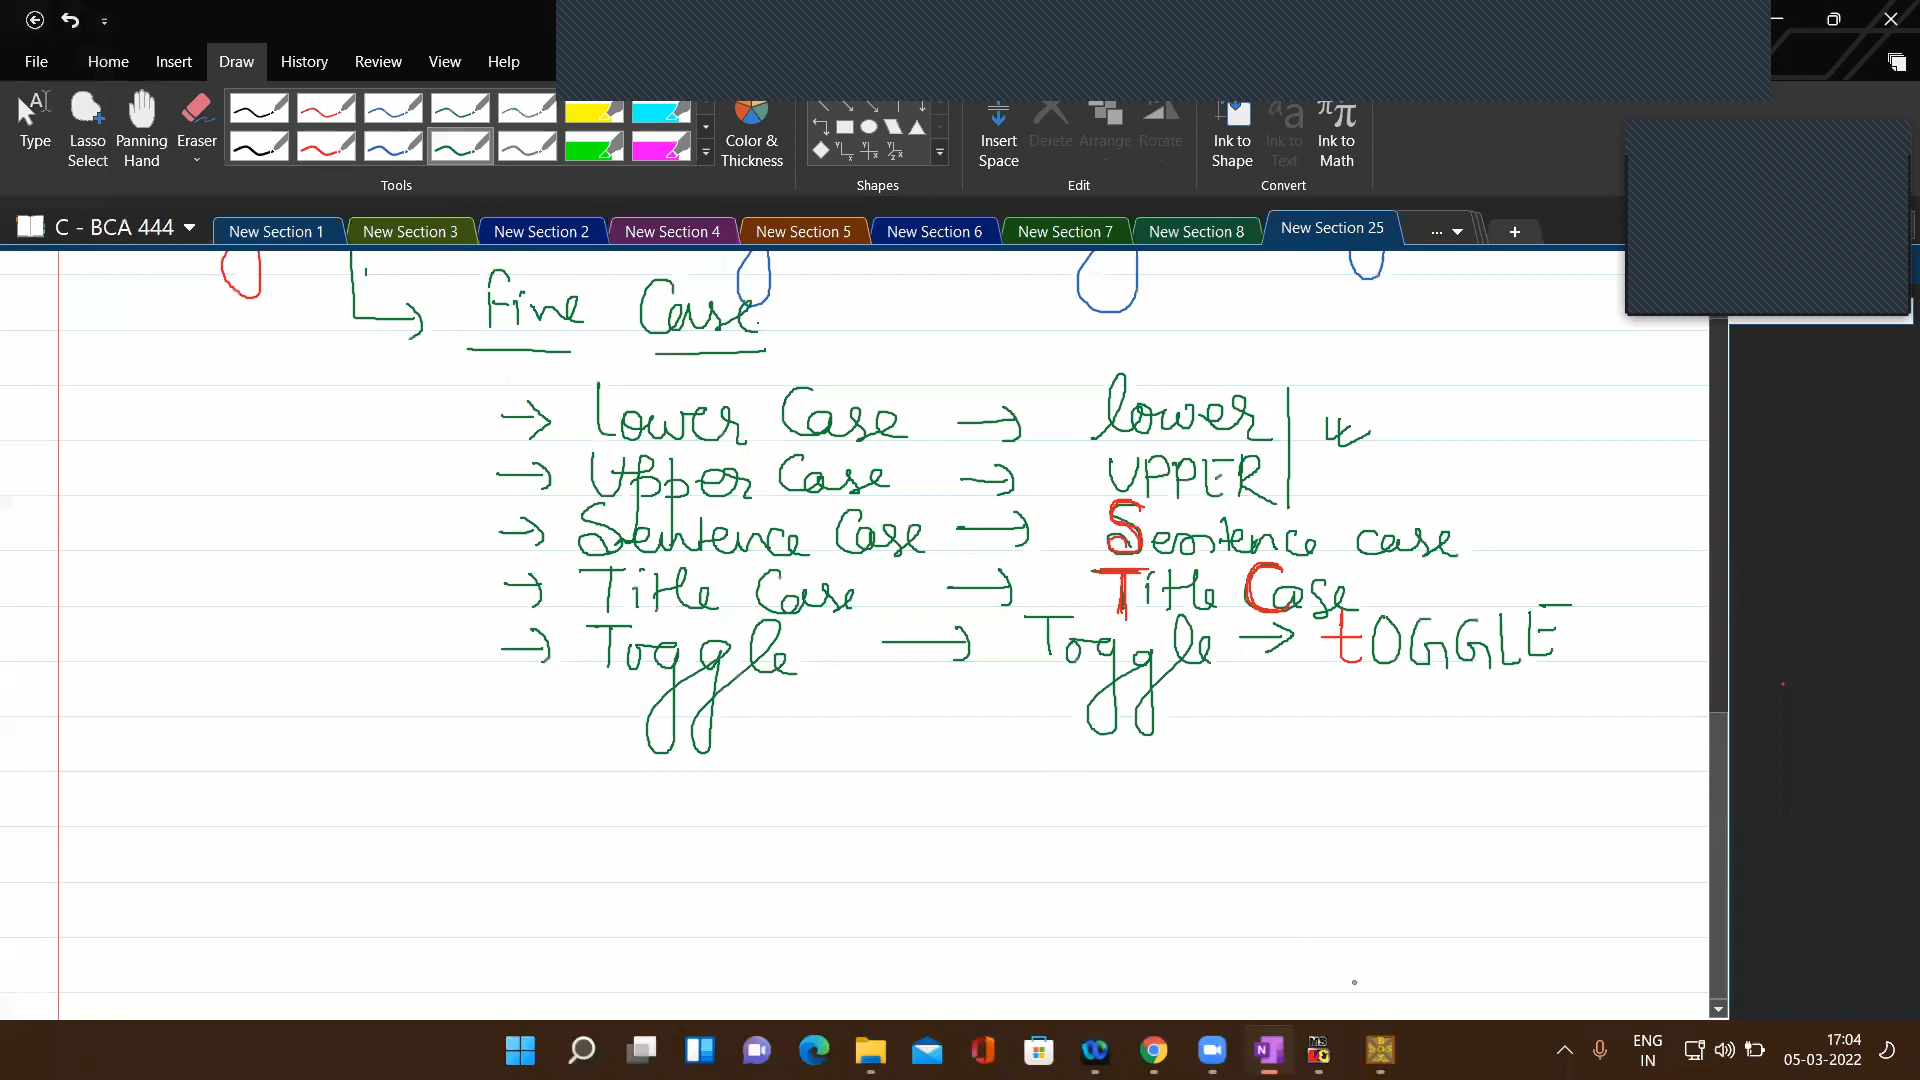 File Home Insert Draw History Review View Help
Type Lasso Select Panning Hand Eraser Color & Thickness Insert Space Delete Arrange Rotate Ink to Shape Ink to Text Ink to Math
Tools Shapes Edit Convert
C - BCA 444 New Section 1 New Section 3 New Section 2 New Section 4 New Section 5 New Section 6 New Section 7 New Section 8 New Section 25 ... +
Five Case
→ Lower Case → lower
→ Upper Case → UPPER
→ Sentence Case → Sentence case
→ Title Case → Title Case
→ Toggle → Toggle → tOGGLE
ENG IN 17:04 05-03-2022